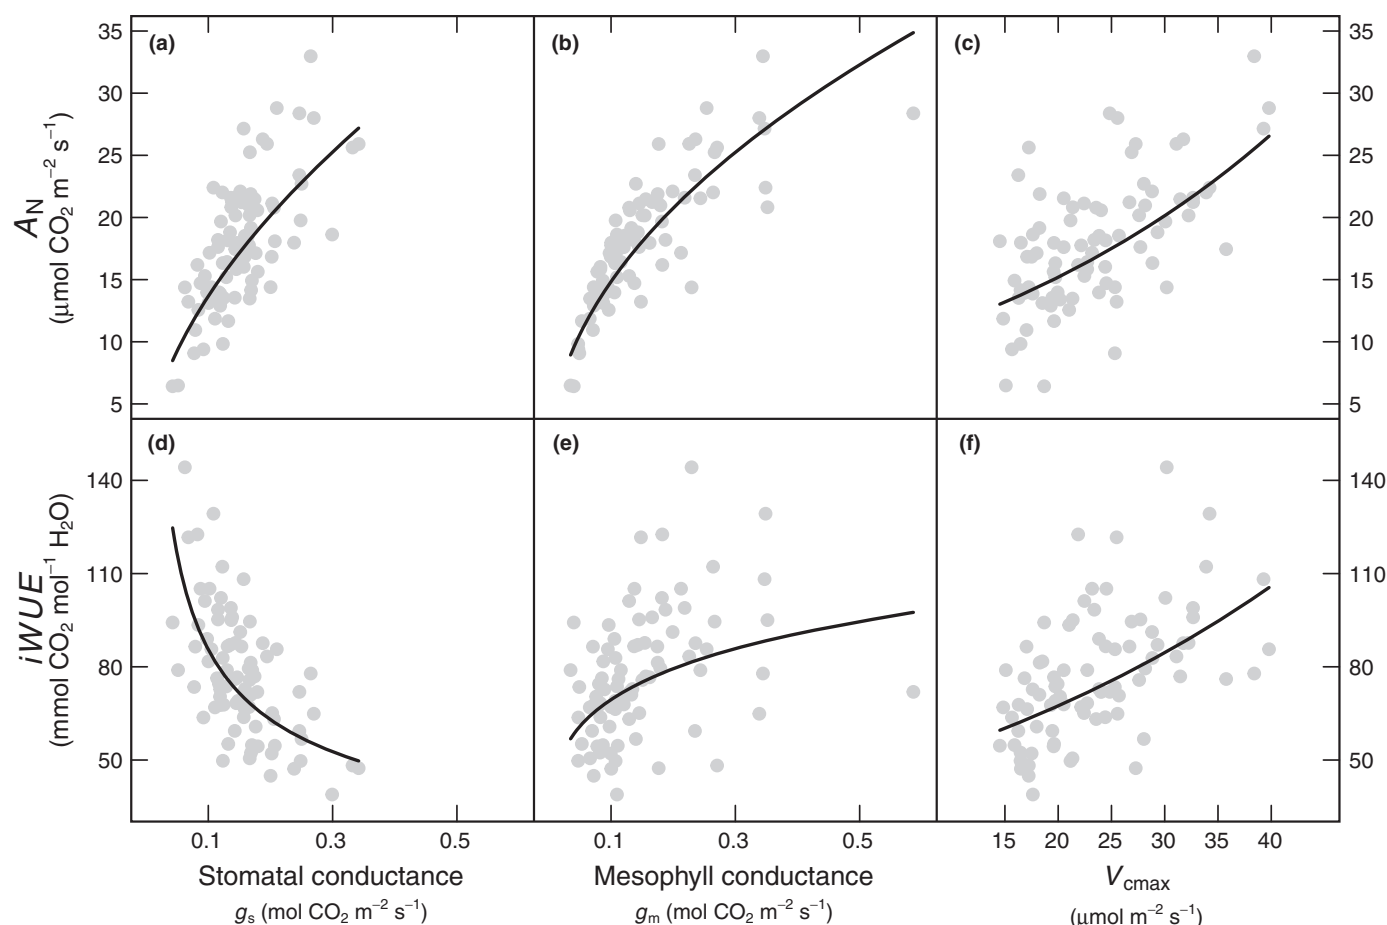 (a)
(b)
(c)
35
30
25
20
15
10
5
35
30
25
20
15
10
5
A_N
(µmol CO₂ m⁻² s⁻¹)
(d)
(e)
(f)
140
110
80
50
140
110
80
50
iWUE
(mmol CO₂ mol⁻¹ H₂O)
0.1 0.3 0.5
0.1 0.3 0.5
15 20 25 30 35 40
Stomatal conductance
gₛ (mol CO₂ m⁻² s⁻¹)
Mesophyll conductance
gₘ (mol CO₂ m⁻² s⁻¹)
V_cmax
(µmol m⁻² s⁻¹)